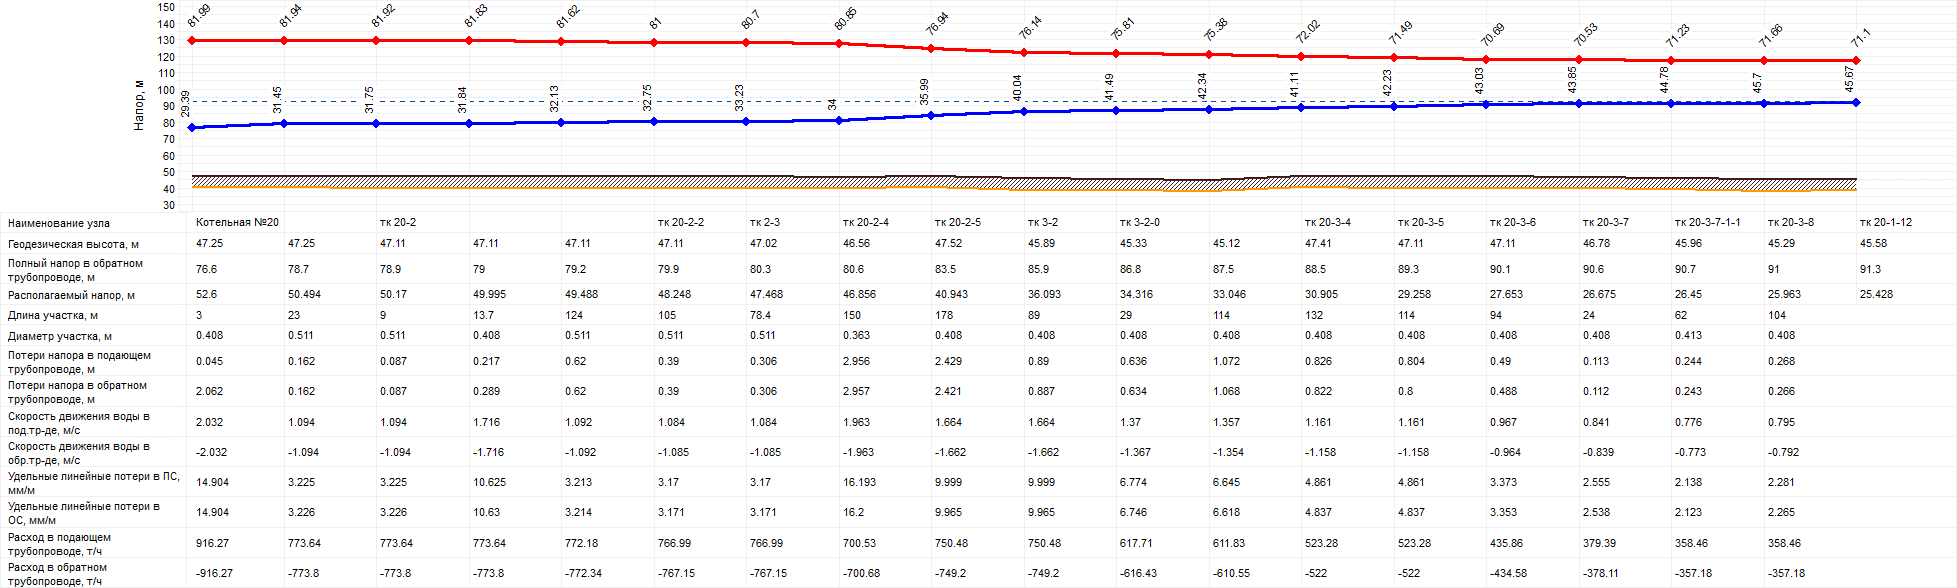 150
140
130
120
110
100
90
80
70
60
50
40
30
Напор, м
81.99 81.94 81.92 81.83 81.62 81 80.7 80.85 76.94 76.14 75.81 75.38 72.02 71.49 70.69 70.53 71.23 71.66 71.1
29.39 31.45 31.75 31.84 32.13 32.75 33.23 34 35.99 40.04 41.49 42.34 41.11 42.23 43.03 43.85 44.78 45.7 45.67
Наименование узла Котельная №20 тк 20-2 тк 20-2-2 тк 2-3 тк 20-2-4 тк 20-2-5 тк 3-2 тк 3-2-0 тк 20-3-4 тк 20-3-5 тк 20-3-6 тк 20-3-7 тк 20-3-7-1-1 тк 20-3-8 тк 20-1-12
Геодезическая высота, м 47.25 47.25 47.11 47.11 47.11 47.11 47.02 46.56 47.52 45.89 45.33 45.12 47.41 47.11 47.11 46.78 45.96 45.29 45.58
Полный напор в обратном
трубопроводе, м 76.6 78.7 78.9 79 79.2 79.9 80.3 80.6 83.5 85.9 86.8 87.5 88.5 89.3 90.1 90.6 90.7 91 91.3
Располагаемый напор, м 52.6 50.494 50.17 49.995 49.488 48.248 47.468 46.856 40.943 36.093 34.316 33.046 30.905 29.258 27.653 26.675 26.45 25.963 25.428
Длина участка, м 3 23 9 13.7 124 105 78.4 150 178 89 29 114 132 114 94 24 62 104
Диаметр участка, м 0.408 0.511 0.511 0.408 0.511 0.511 0.511 0.363 0.408 0.408 0.408 0.408 0.408 0.408 0.408 0.408 0.413 0.408
Потери напора в подающем
трубопроводе, м 0.045 0.162 0.087 0.217 0.62 0.39 0.306 2.956 2.429 0.89 0.636 1.072 0.826 0.804 0.49 0.113 0.244 0.268
Потери напора в обратном
трубопроводе, м 2.062 0.162 0.087 0.289 0.62 0.39 0.306 2.957 2.421 0.887 0.634 1.068 0.822 0.8 0.488 0.112 0.243 0.266
Скорость движения воды в
под.тр-де, м/с 2.032 1.094 1.094 1.716 1.092 1.084 1.084 1.963 1.664 1.664 1.37 1.357 1.161 1.161 0.967 0.841 0.776 0.795
Скорость движения воды в
обр.тр-де, м/с -2.032 -1.094 -1.094 -1.716 -1.092 -1.085 -1.085 -1.963 -1.662 -1.662 -1.367 -1.354 -1.158 -1.158 -0.964 -0.839 -0.773 -0.792
Удельные линейные потери в ПС,
мм/м 14.904 3.225 3.225 10.625 3.213 3.17 3.17 16.193 9.999 9.999 6.774 6.645 4.861 4.861 3.373 2.555 2.138 2.281
Удельные линейные потери в
ОС, мм/м 14.904 3.226 3.226 10.63 3.214 3.171 3.171 16.2 9.965 9.965 6.746 6.618 4.837 4.837 3.353 2.538 2.123 2.265
Расход в подающем
трубопроводе, т/ч 916.27 773.64 773.64 773.64 772.18 766.99 766.99 700.53 750.48 750.48 617.71 611.83 523.28 523.28 435.86 379.39 358.46 358.46
Расход в обратном
трубопроводе, т/ч -916.27 -773.8 -773.8 -773.8 -772.34 -767.15 -767.15 -700.68 -749.2 -749.2 -616.43 -610.55 -522 -522 -434.58 -378.11 -357.18 -357.18